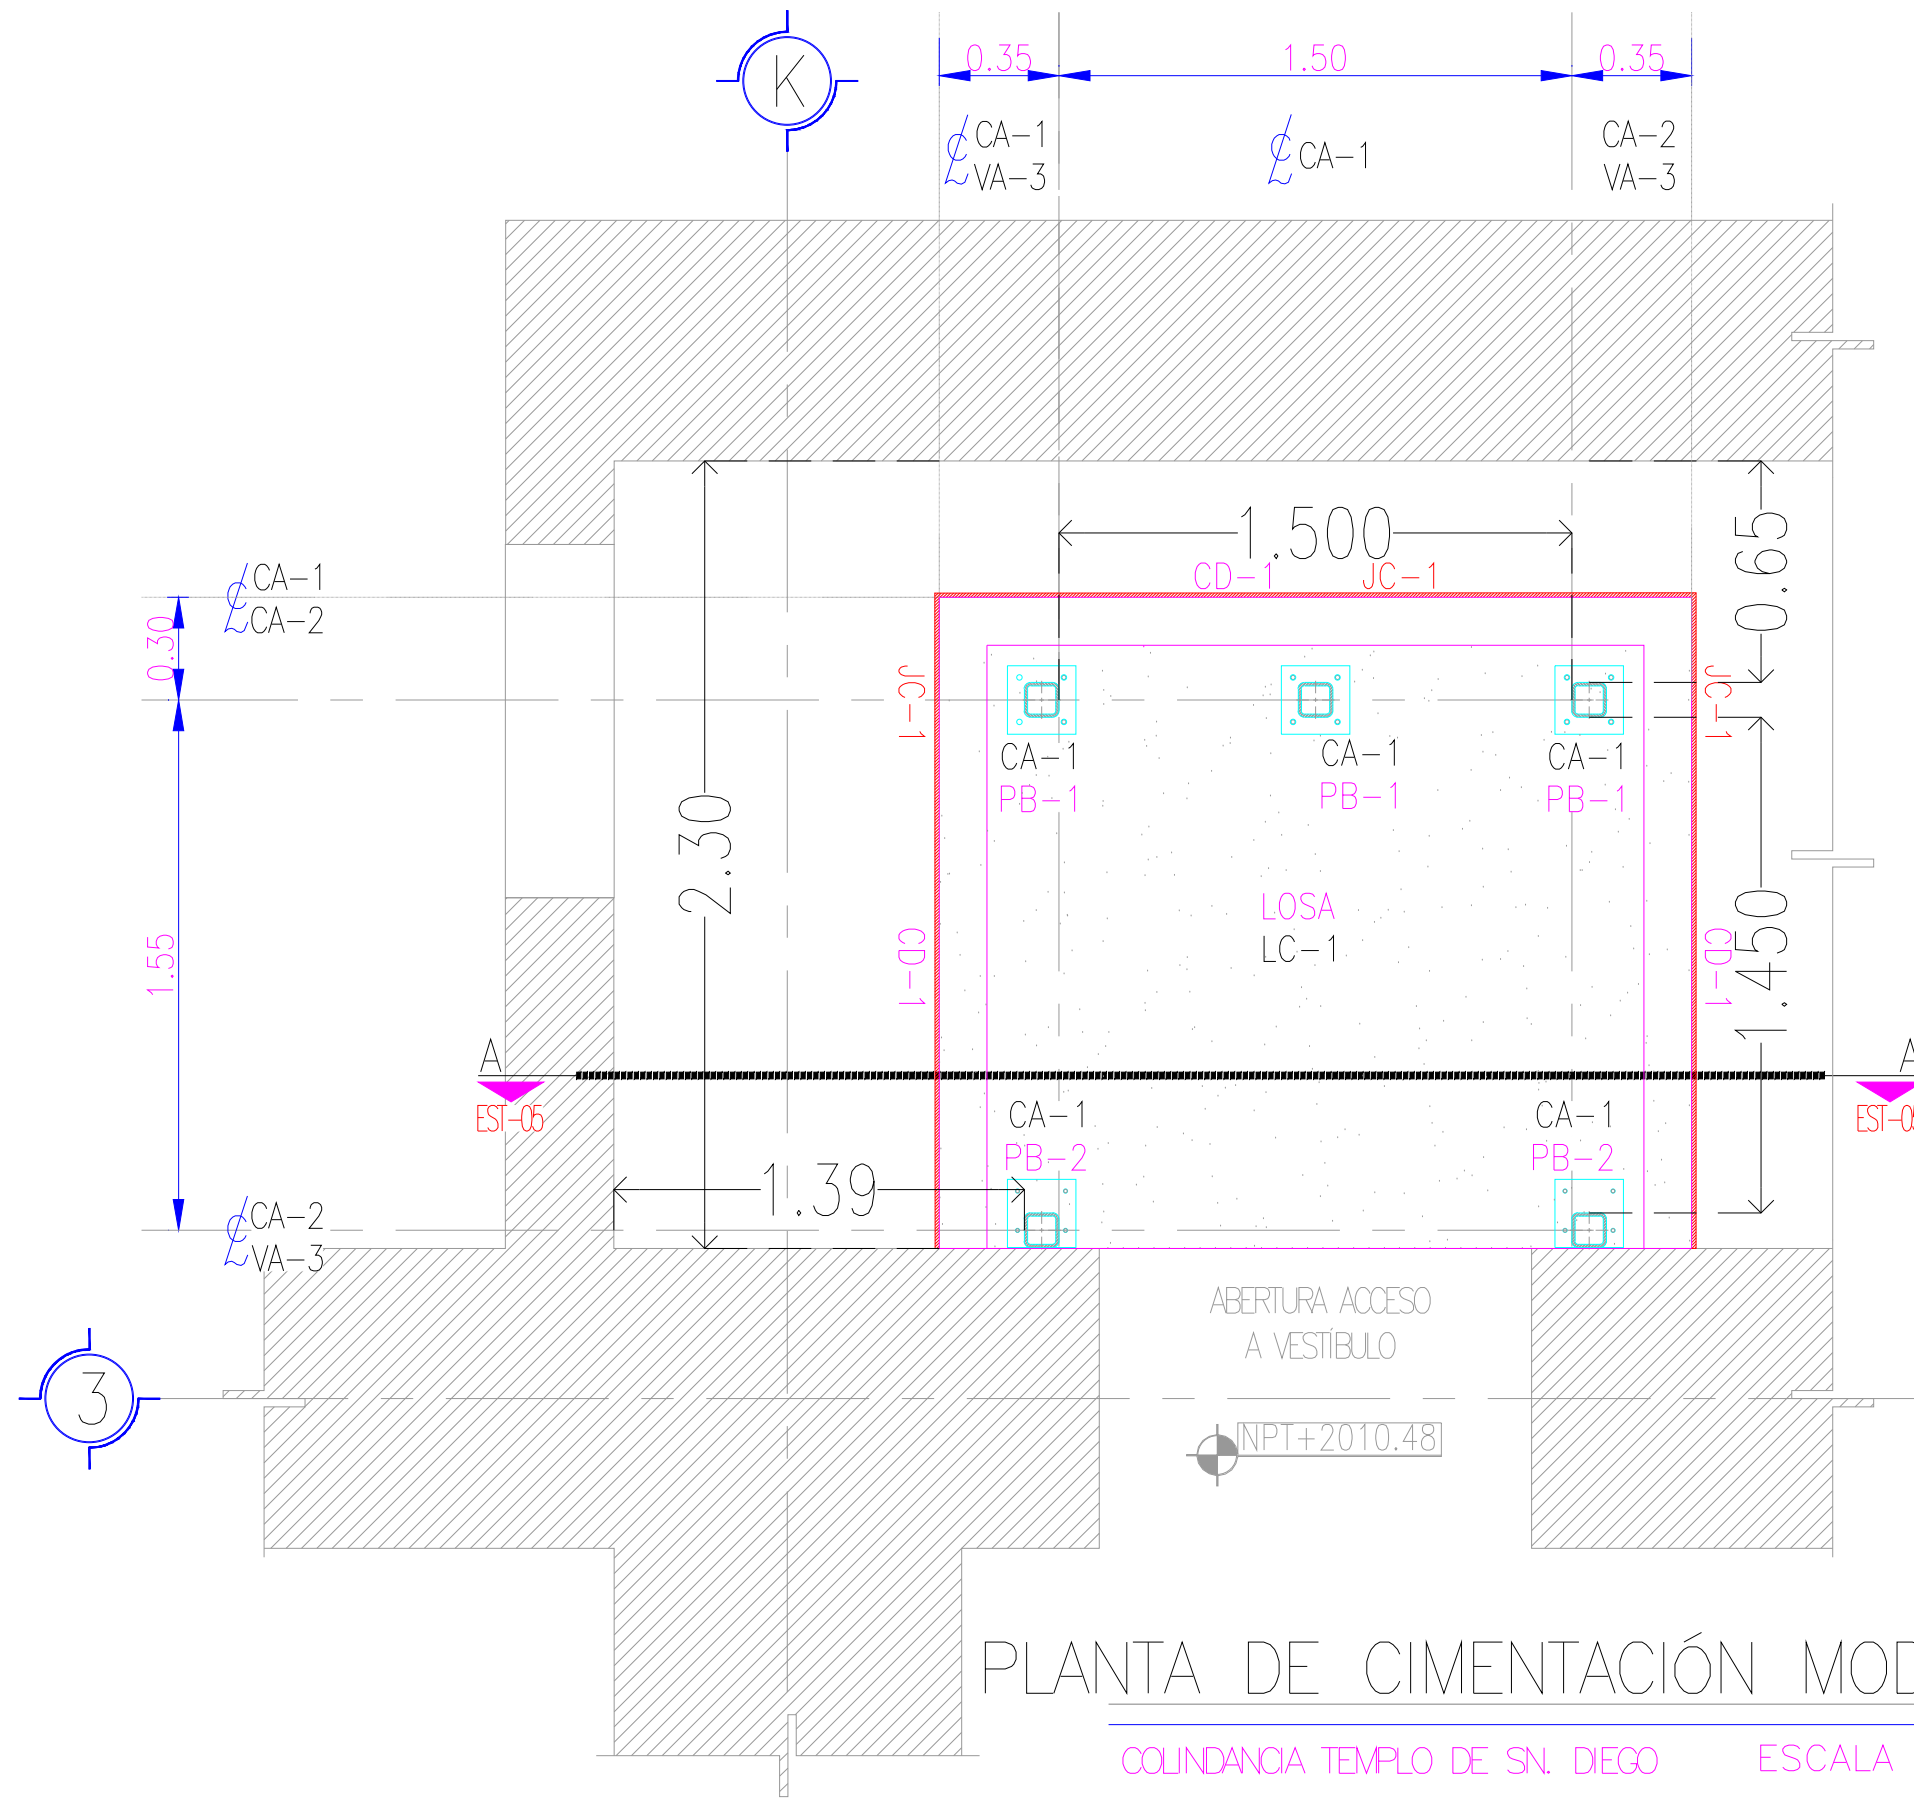 K
0.35
1.50
0.35
CA-1
VA-3
CA-1
CA-2
VA-3
1.500
0.65
CD-1
JC-1
CA-1
CA-2
0.30
JC-1
JC-1
CA-1
PB-1
CA-1
PB-1
CA-1
PB-1
2.30
LOSA
LC-1
1.55
CD-1
CD-1
1.450
A
EST-05
A
EST-05
CA-1
PB-2
CA-1
PB-2
1.39
CA-2
VA-3
ABERTURA ACCESO
A VESTÍBULO
3
NPT+2010.48
PLANTA DE CIMENTACIÓN MOD
COLINDANCIA TEMPLO DE SN. DIEGO
ESCALA